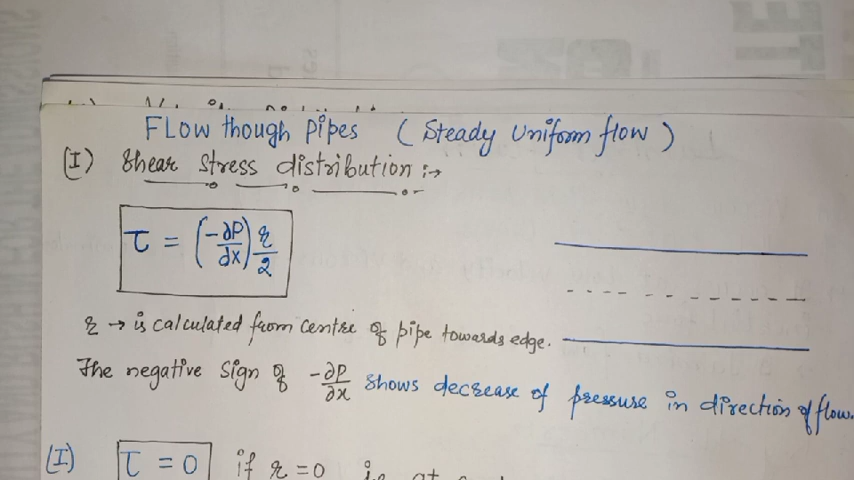 Flow though pipes ( Steady Uniform flow )
(I) Shear stress distribution :→
τ = (-∂P/∂x) r/2
r → is calculated from centre of pipe towards edge.
The negative sign of -∂P/∂x shows decrease of pressure in direction of flow.
(I) τ = 0 if r = 0 i.e. at